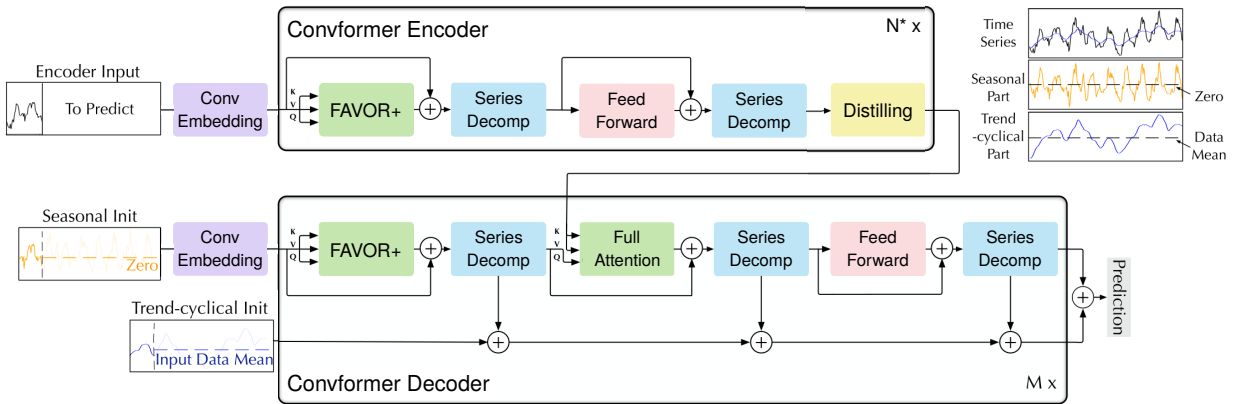 Convformer Encoder
N* x
Encoder Input
To Predict
Conv
Embedding
K
V
Q
FAVOR+
Series
Decomp
Feed
Forward
Series
Decomp
Distilling
Time
Series
Seasonal
Part
Zero
Trend
-cyclical
Part
Data
Mean
Seasonal Init
Zero
Conv
Embedding
K
V
Q
FAVOR+
Series
Decomp
K
V
Q
Full
Attention
Series
Decomp
Feed
Forward
Series
Decomp
Prediction
Trend-cyclical Init
Input Data Mean
Convformer Decoder
M x